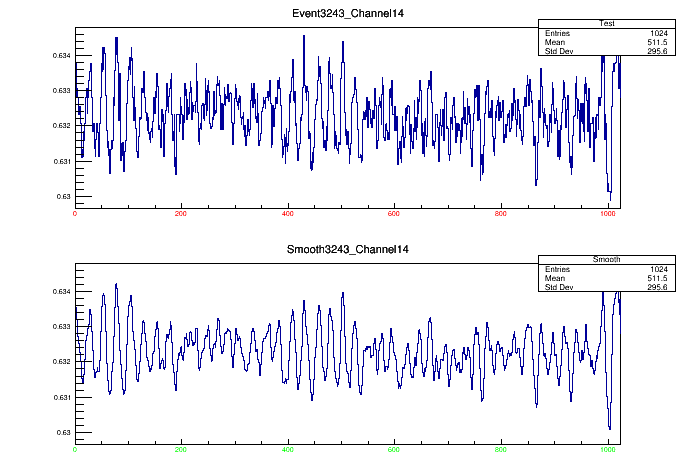 Event3243_Channel14
Test
Entries 1024
Mean 511.5
Std Dev 295.6
0.634
0.633
0.632
0.631
0.63
0 200 400 600 800 1000
Smooth3243_Channel14
Smooth
Entries 1024
Mean 511.5
Std Dev 295.6
0.634
0.633
0.632
0.631
0.63
0 200 400 600 800 1000